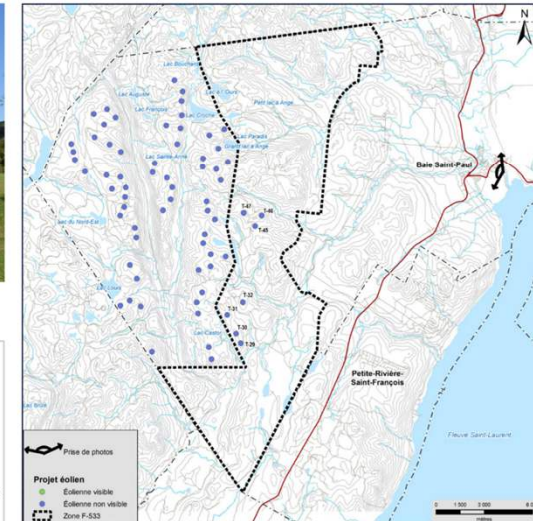 N
Lac Bouchard
Lac Auguste
Lac à l'Ours
Lac François
Lac Croche
Petit lac à Ange
Lac Paradis
Grand lac à Ange
Baie Saint-Paul
Lac Sainte-Anne
T-47
T-46
T-45
Lac du Nord-Est
Lac Louis
T-32
T-31
Lac Castor
T-30
T-29
Petite-Rivière-
Saint-François
Fleuve Saint-Laurent
Prise de photos
Projet éolien
Éolienne visible
Éolienne non visible
Zone F-533
0 1 000 2 000
mètres